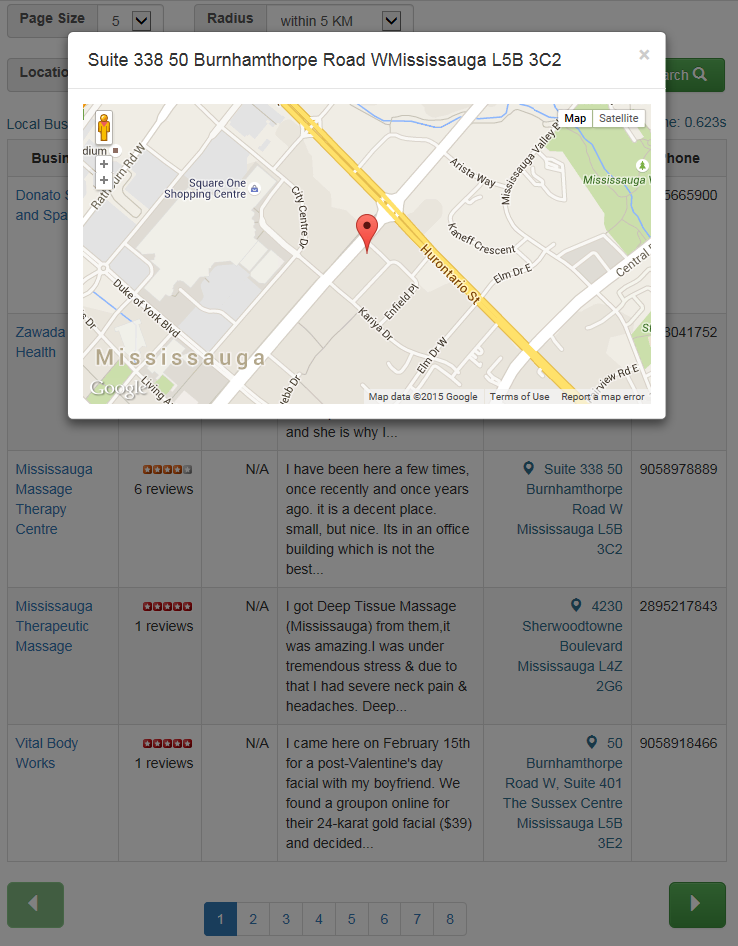 Page Size 5 Radius within 5 KM
Suite 338 50 Burnhamthorpe Road WMississauga L5B 3C2
×
Locatio
arch
Local Bus
e: 0.623s
Map Satellite
dium
Rathburn Rd W
Square One
Shopping Centre
City Centre Dr
Arista Way
Mississauga Valley
Mississauga V
Kaneff Crescent
Hurontario St
Elm Dr E
Central
Duke of York Blvd
Enfield Pl
Kariya Dr
s Dr
Elm Dr W
Mississauga
Living A
ebb Dr
rview Rd E
Google
Map data ©2015 Google Terms of Use Report a map error
Busin
hone
Donato S
and Spa
5665900
Zawada
Health
3041752
and she is why I...
Mississauga
Massage
Therapy
Centre
6 reviews
N/A
I have been here a few times,
once recently and once years
ago. it is a decent place.
small, but nice. Its in an office
building which is not the
best...
Suite 338 50
Burnhamthorpe
Road W
Mississauga L5B
3C2
9058978889
Mississauga
Therapeutic
Massage
1 reviews
N/A
I got Deep Tissue Massage
(Mississauga) from them,it
was amazing.I was under
tremendous stress & due to
that I had severe neck pain &
headaches. Deep...
4230
Sherwoodtowne
Boulevard
Mississauga L4Z
2G6
2895217843
Vital Body
Works
1 reviews
N/A
I came here on February 15th
for a post-Valentine's day
facial with my boyfriend. We
found a groupon online for
their 24-karat gold facial ($39)
and decided...
50
Burnhamthorpe
Road W, Suite 401
The Sussex Centre
Mississauga L5B
3E2
9058918466
1 2 3 4 5 6 7 8